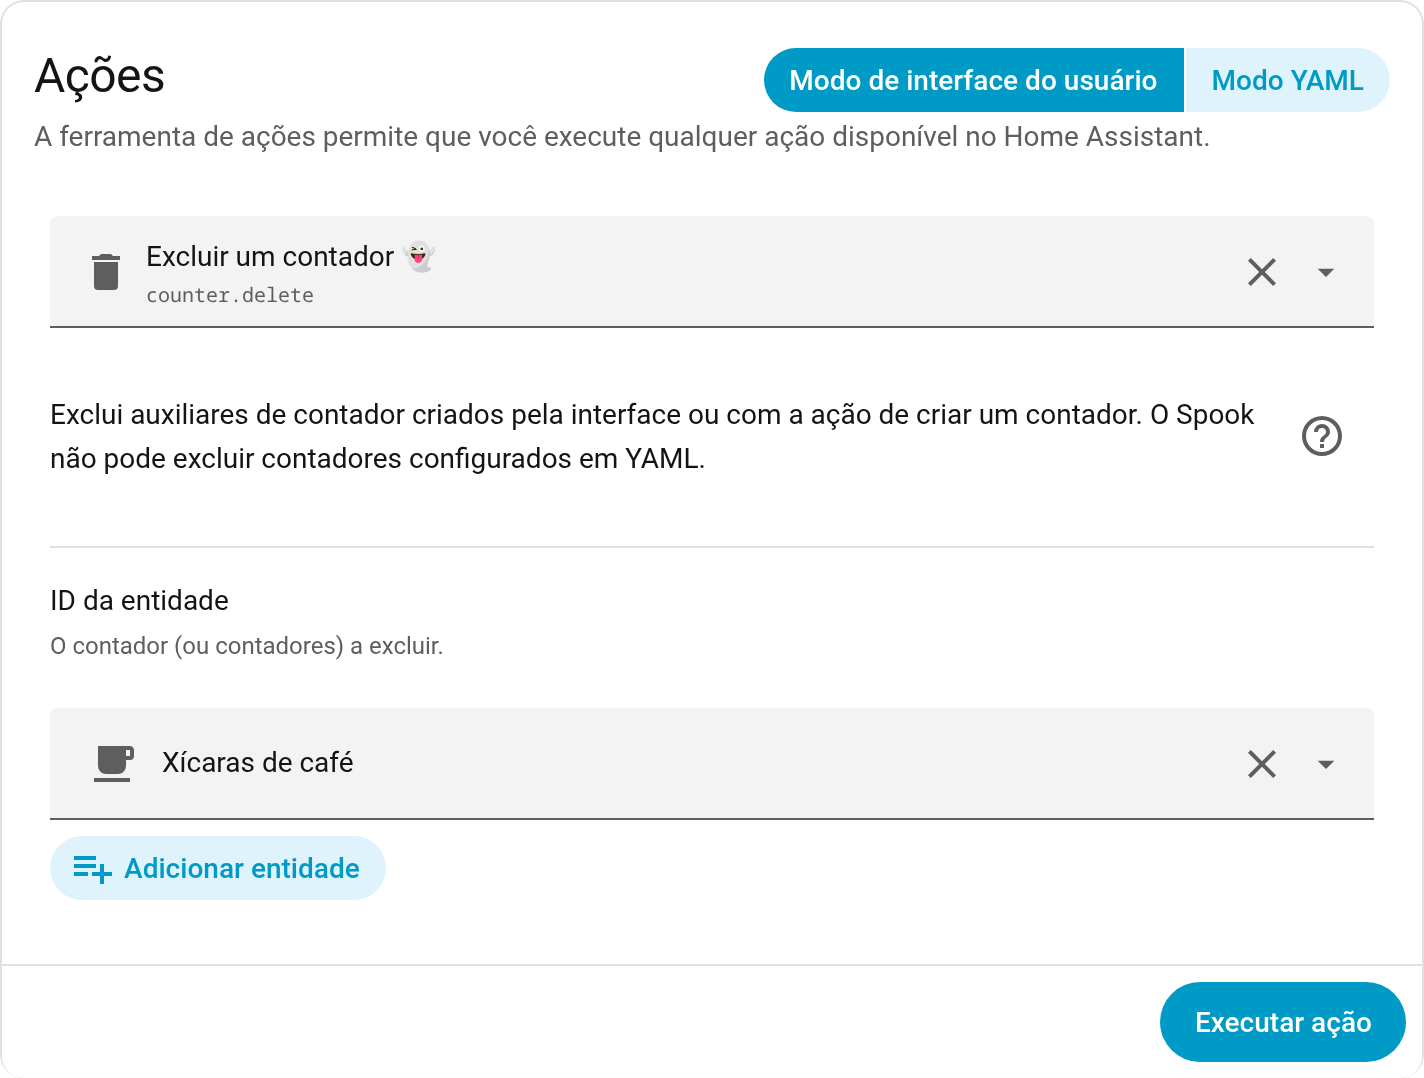 Ações
Modo de interface do usuário
Modo YAML
A ferramenta de ações permite que você execute qualquer ação disponível no Home Assistant.
Excluir um contador 👻
counter.delete
Exclui auxiliares de contador criados pela interface ou com a ação de criar um contador. O Spook
não pode excluir contadores configurados em YAML.
ID da entidade
O contador (ou contadores) a excluir.
Xícaras de café
Adicionar entidade
Executar ação